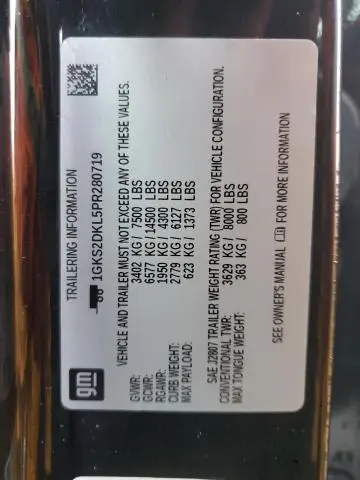 TRAILERING INFORMATION
1GKS2DKL5PR280719
VEHICLE AND TRAILER MUST NOT EXCEED ANY OF THESE VALUES.
GVWR: 3402 KG / 7500 LBS
GCWR: 6577 KG / 14500 LBS
RGAWR: 1950 KG / 4300 LBS
CURB WEIGHT: 2779 KG / 6127 LBS
MAX PAYLOAD: 623 KG / 1373 LBS
SAE J2807 TRAILER WEIGHT RATING (TWR) FOR VEHICLE CONFIGURATION.
CONVENTIONAL TWR: 3629 KG / 8000 LBS
MAX TONGUE WEIGHT: 363 KG / 800 LBS
SEE OWNER'S MANUAL FOR MORE INFORMATION
gm